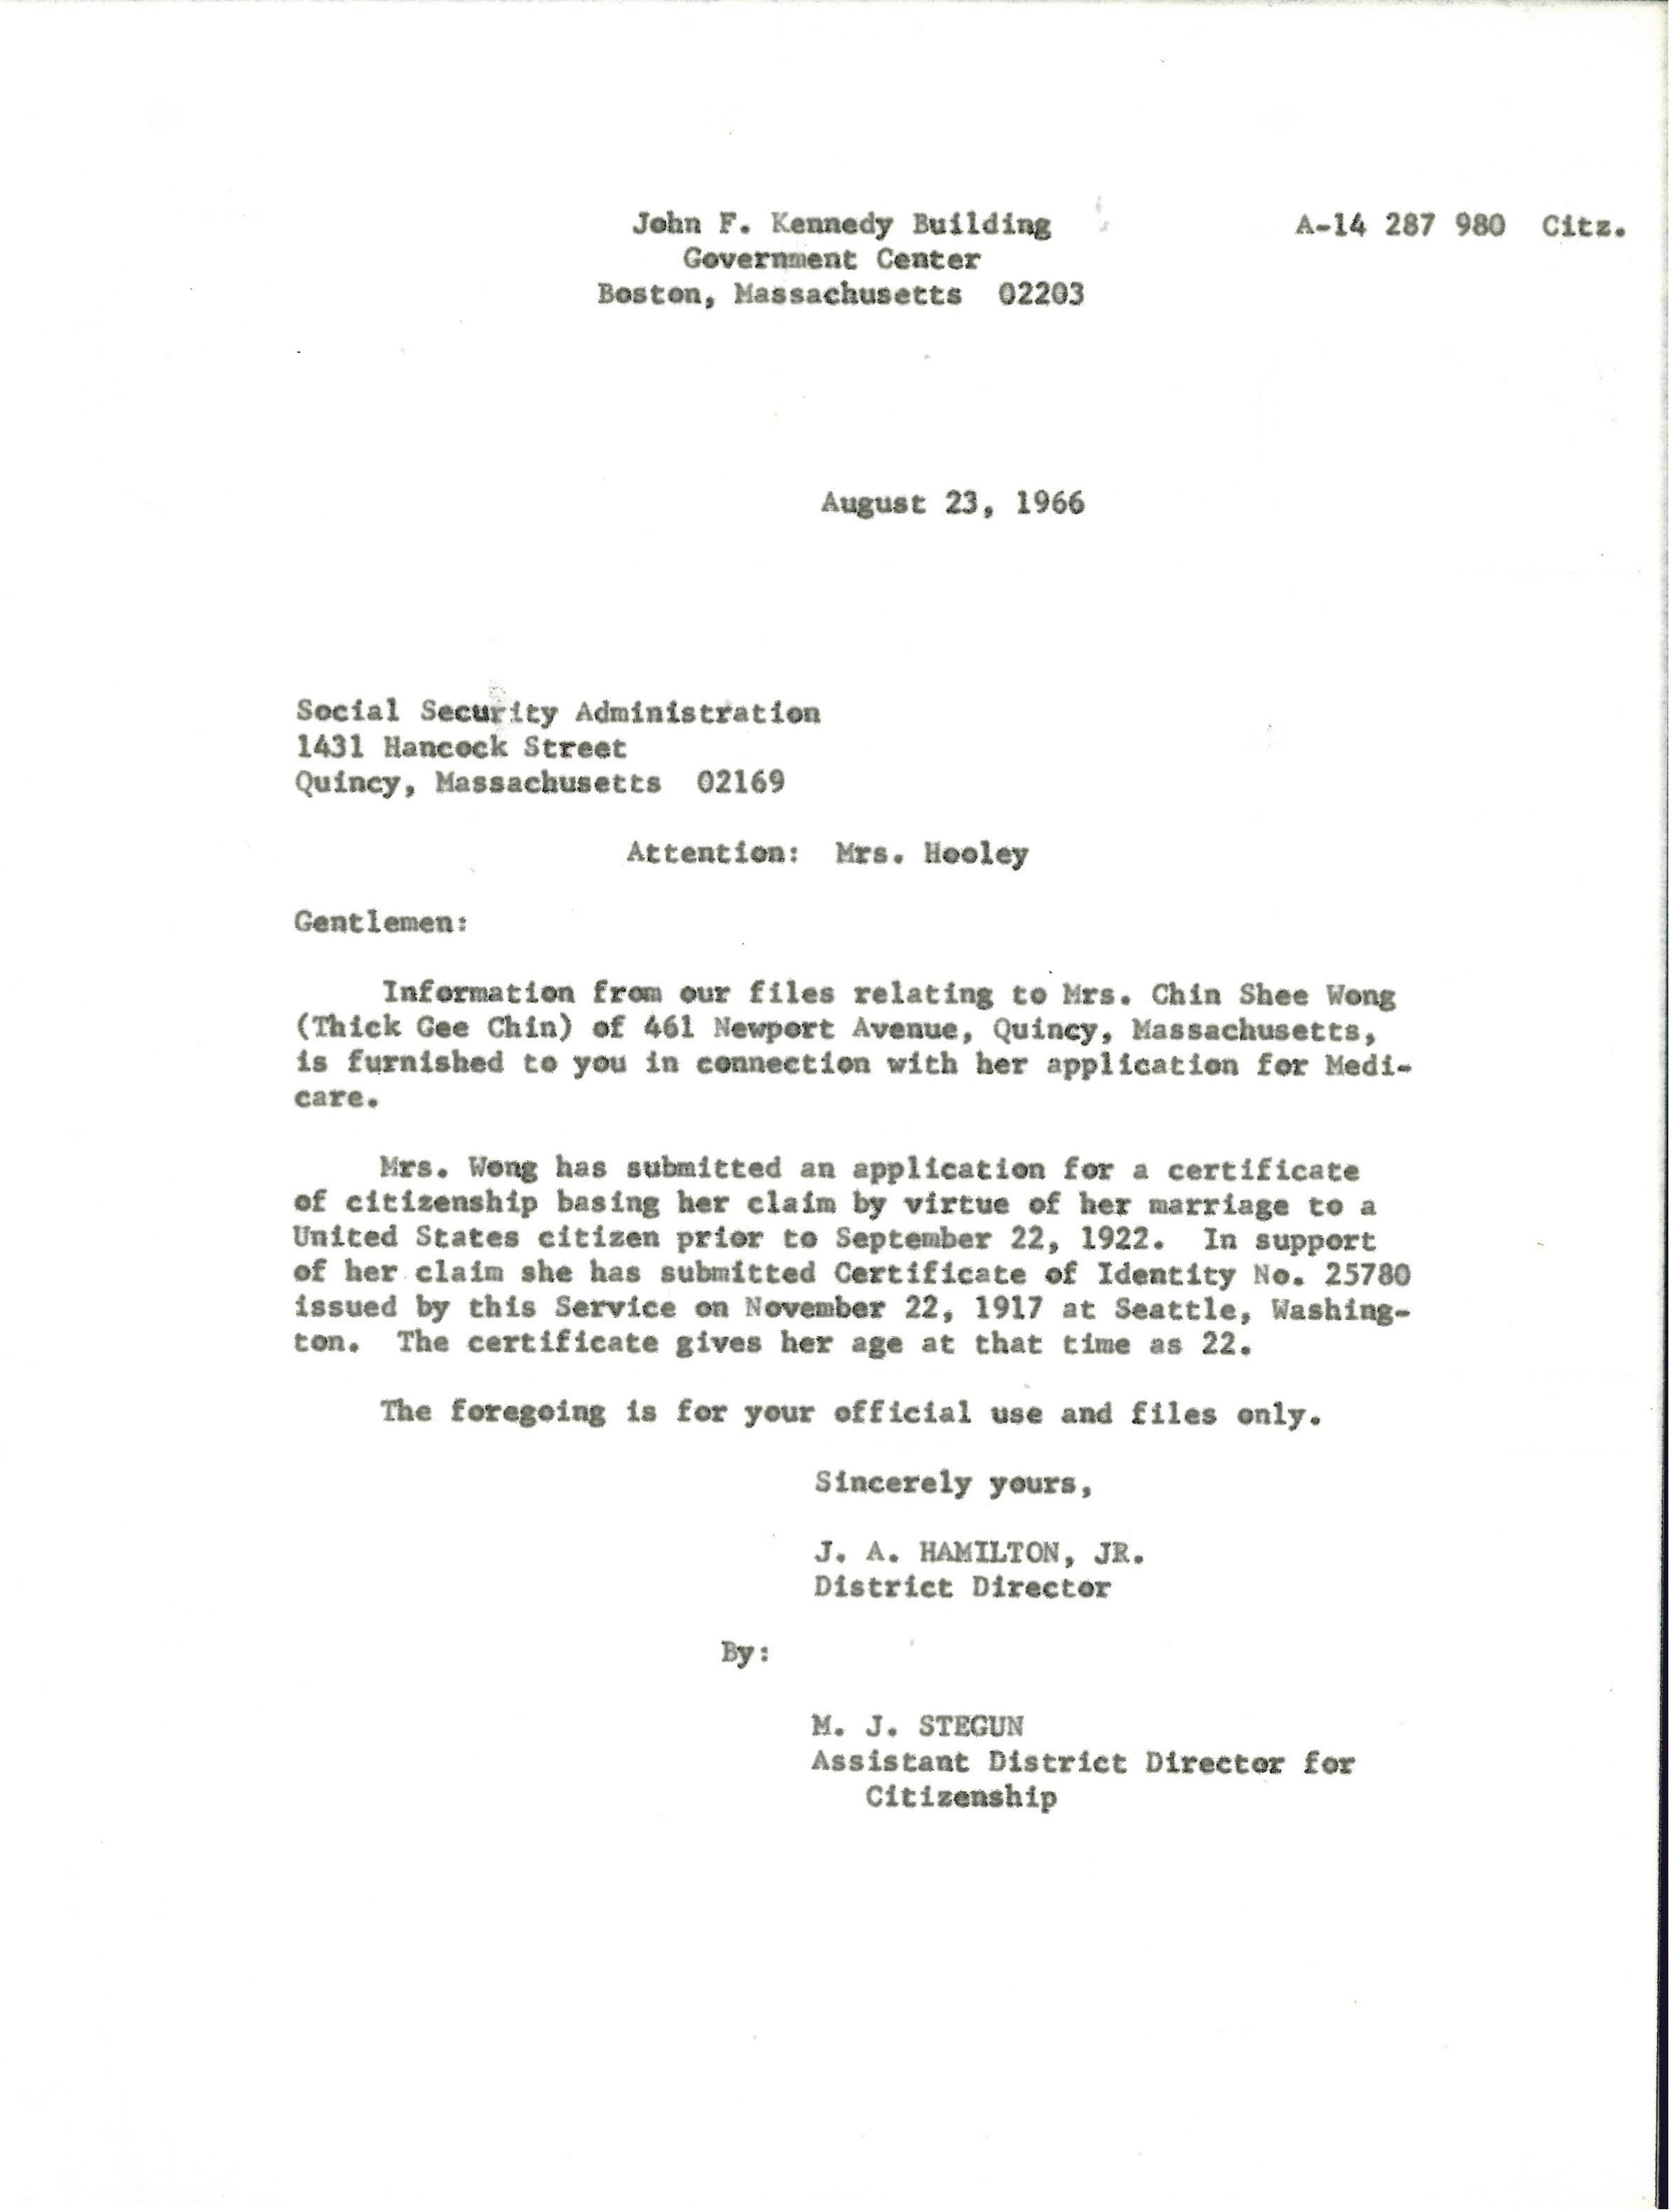 John F. Kennedy Building
A-14 287 980 Citz.
Government Center
Boston, Massachusetts 02203
August 23, 1966
Social Security Administration
1431 Hancock Street
Quincy, Massachusetts 02169
Attention: Mrs. Hooley
Gentlemen:
Information from our files relating to Mrs. Chin Shee Wong
(Thick Gee Chin) of 461 Newport Avenue, Quincy, Massachusetts,
is furnished to you in connection with her application for Medi-
care.
Mrs. Wong has submitted an application for a certificate
of citizenship basing her claim by virtue of her marriage to a
United States citizen prior to September 22, 1922. In support
of her claim she has submitted Certificate of Identity No. 25780
issued by this Service on November 22, 1917 at Seattle, Washing-
ton. The certificate gives her age at that time as 22.
The foregoing is for your official use and files only.
Sincerely yours,
J. A. HAMILTON, JR.
District Director
By:
M. J. STEGUN
Assistant District Director for
Citizenship